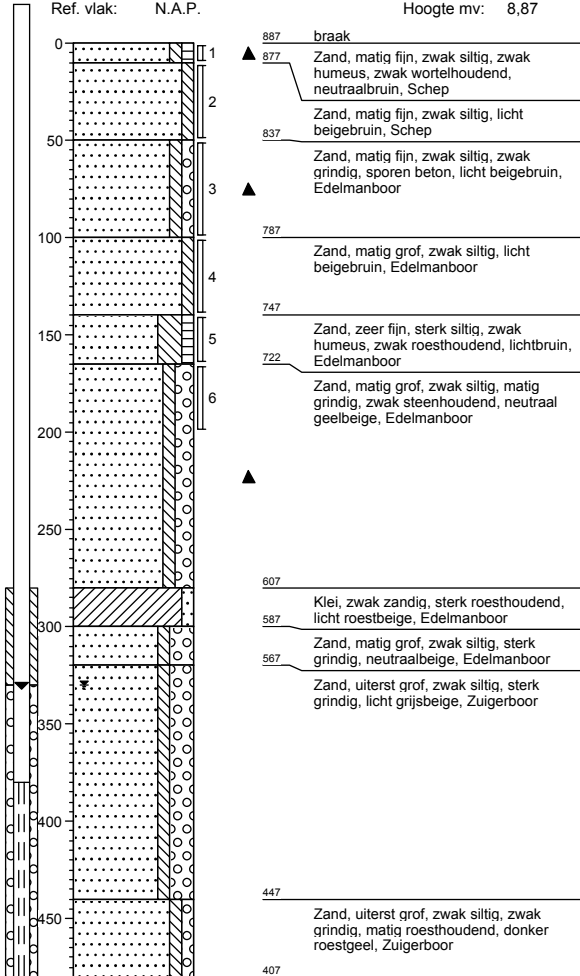 Ref. vlak: N.A.P. Hoogte mv: 8,87
0
50
100
150
200
250
300
350
400
450
1
2
3
4
5
6
887 braak
877 Zand, matig fijn, zwak siltig, zwak
humeus, zwak wortelhoudend,
neutraalbruin, Schep
Zand, matig fijn, zwak siltig, licht
beigebruin, Schep
837
Zand, matig fijn, zwak siltig, zwak
grindig, sporen beton, licht beigebruin,
Edelmanboor
787
Zand, matig grof, zwak siltig, licht
beigebruin, Edelmanboor
747
Zand, zeer fijn, sterk siltig, zwak
humeus, zwak roesthoudend, lichtbruin,
Edelmanboor
722
Zand, matig grof, zwak siltig, matig
grindig, zwak steenhoudend, neutraal
geelbeige, Edelmanboor
607
Klei, zwak zandig, sterk roesthoudend,
licht roestbeige, Edelmanboor
587
Zand, matig grof, zwak siltig, sterk
grindig, neutraalbeige, Edelmanboor
567
Zand, uiterst grof, zwak siltig, sterk
grindig, licht grijsbeige, Zuigerboor
447
Zand, uiterst grof, zwak siltig, zwak
grindig, matig roesthoudend, donker
roestgeel, Zuigerboor
407